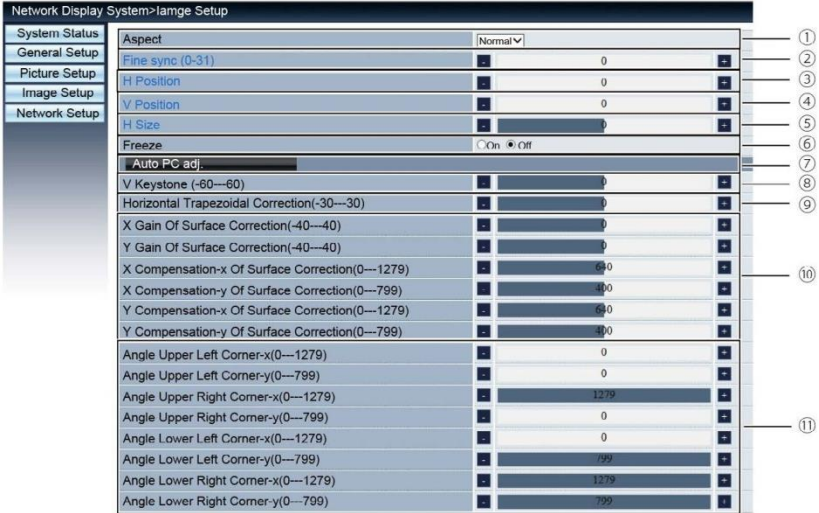 Network Display System>Iamge Setup
System Status
General Setup
Picture Setup
Image Setup
Network Setup
Aspect Normal ①
Fine sync (0-31) - 0 + ②
H Position - 0 + ③
V Position - 0 + ④
H Size - 0 + ⑤
Freeze On Off ⑥
Auto PC adj. ⑦
V Keystone (-60---60) - 0 + ⑧
Horizontal Trapezoidal Correction(-30---30) - 0 + ⑨
X Gain Of Surface Correction(-40---40) - 0 +
Y Gain Of Surface Correction(-40---40) - 0 +
X Compensation-x Of Surface Correction(0---1279) - 640 + ⑩
X Compensation-y Of Surface Correction(0---799) - 400 +
Y Compensation-x Of Surface Correction(0---1279) - 640 +
Y Compensation-y Of Surface Correction(0---799) - 400 +
Angle Upper Left Corner-x(0---1279) - 0 +
Angle Upper Left Corner-y(0---799) - 0 +
Angle Upper Right Corner-x(0---1279) - 1279 +
Angle Upper Right Corner-y(0---799) - 0 + ⑪
Angle Lower Left Corner-x(0---1279) - 0 +
Angle Lower Left Corner-y(0---799) - 799 +
Angle Lower Right Corner-x(0---1279) - 1279 +
Angle Lower Right Corner-y(0---799) - 799 +